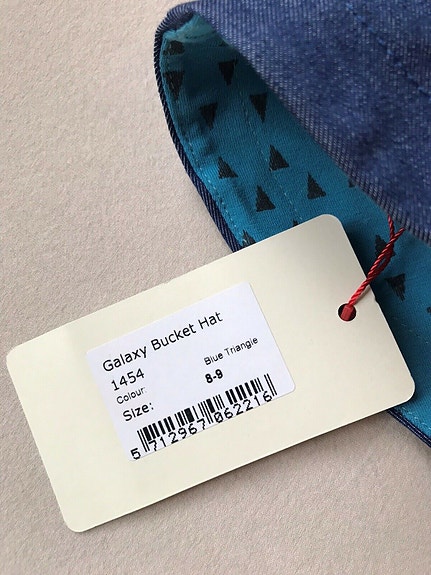 Galaxy Bucket Hat
1454
Colour: Blue Triangle
Size: 8-9
5 712967 062216